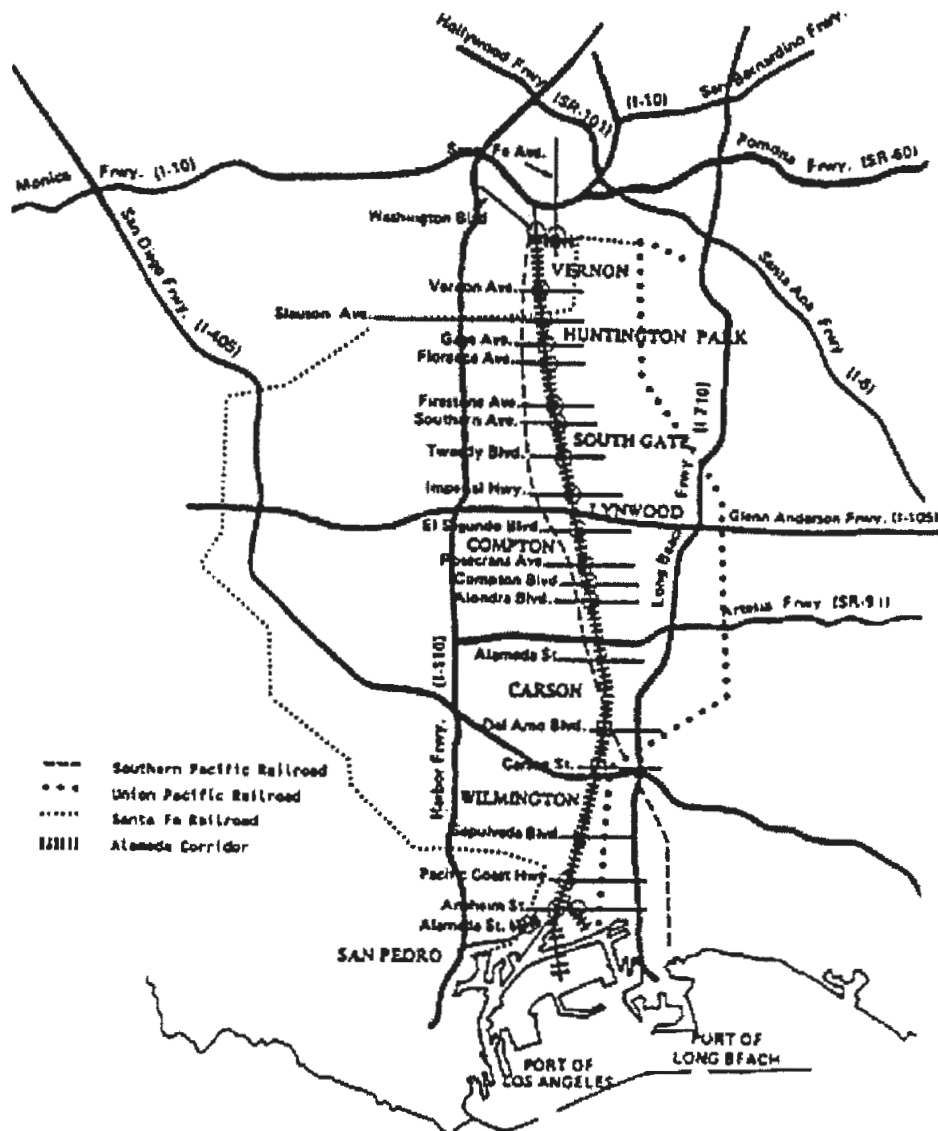 Hollywood Frwy. (SR-101)
(I-10) San Bernardino Frwy.
Monica Frwy. (I-10)
Fe Ave.
Pomona Frwy. (SR-60)
San Diego Frwy. (I-405)
Washington Blvd
VERNON
Santa Ana Frwy (I-5)
Vernon Ave.
Slauson Ave.
HUNTINGTON PARK
Gage Ave.
Florence Ave.
Firestone Ave.
Southern Ave.
SOUTH GATE
Tweedy Blvd.
Imperial Hwy.
LYNWOOD
Long Beach Frwy (I-710)
Glenn Anderson Frwy. (I-105)
El Segundo Blvd.
COMPTON
Rosecrans Ave.
Compton Blvd.
Alondra Blvd.
Artesia Frwy (SR-91)
Alameda St.
CARSON
Harbor Frwy. (I-110)
Del Amo Blvd.
Carson St.
Southern Pacific Railroad
Union Pacific Railroad
Santa Fe Railroad
Alameda Corridor
WILMINGTON
Sepulveda Blvd.
Pacific Coast Hwy
Anaheim St.
Alameda St.
SAN PEDRO
PORT OF
LOS ANGELES
PORT OF
LONG BEACH